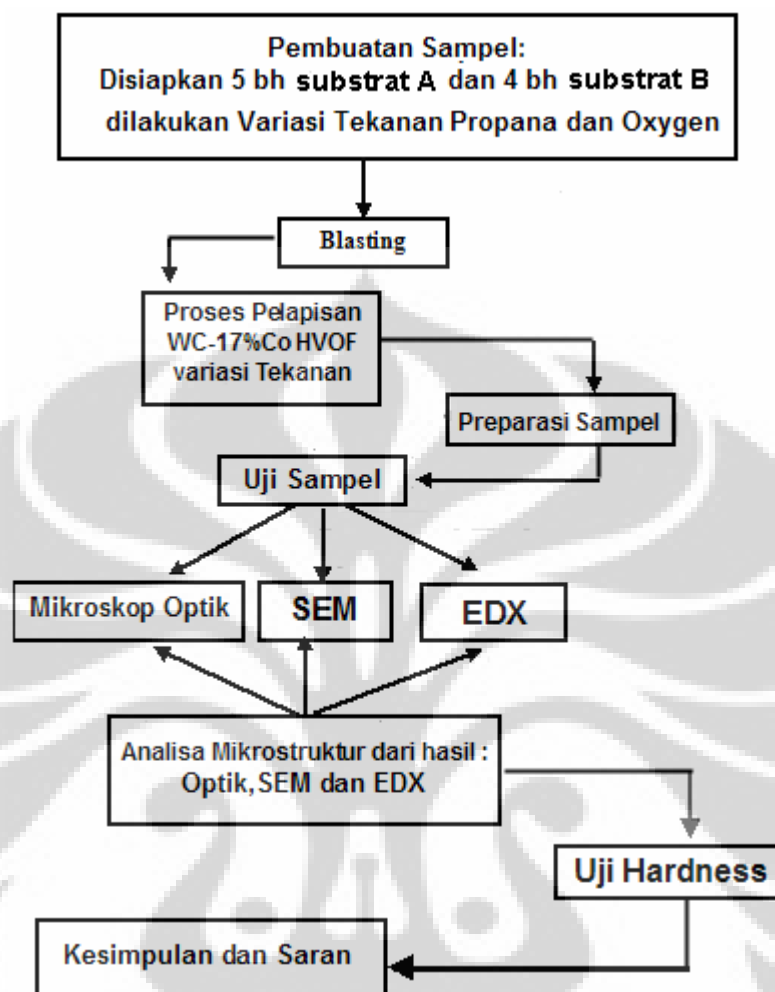 Pembuatan Sampel:
Disiapkan 5 bh substrat A dan 4 bh substrat B
dilakukan Variasi Tekanan Propana dan Oxygen
Blasting
Proses Pelapisan
WC-17%Co HVOF
variasi Tekanan
Preparasi Sampel
Uji Sampel
Mikroskop Optik
SEM
EDX
Analisa Mikrostruktur dari hasil :
Optik, SEM dan EDX
Uji Hardness
Kesimpulan dan Saran